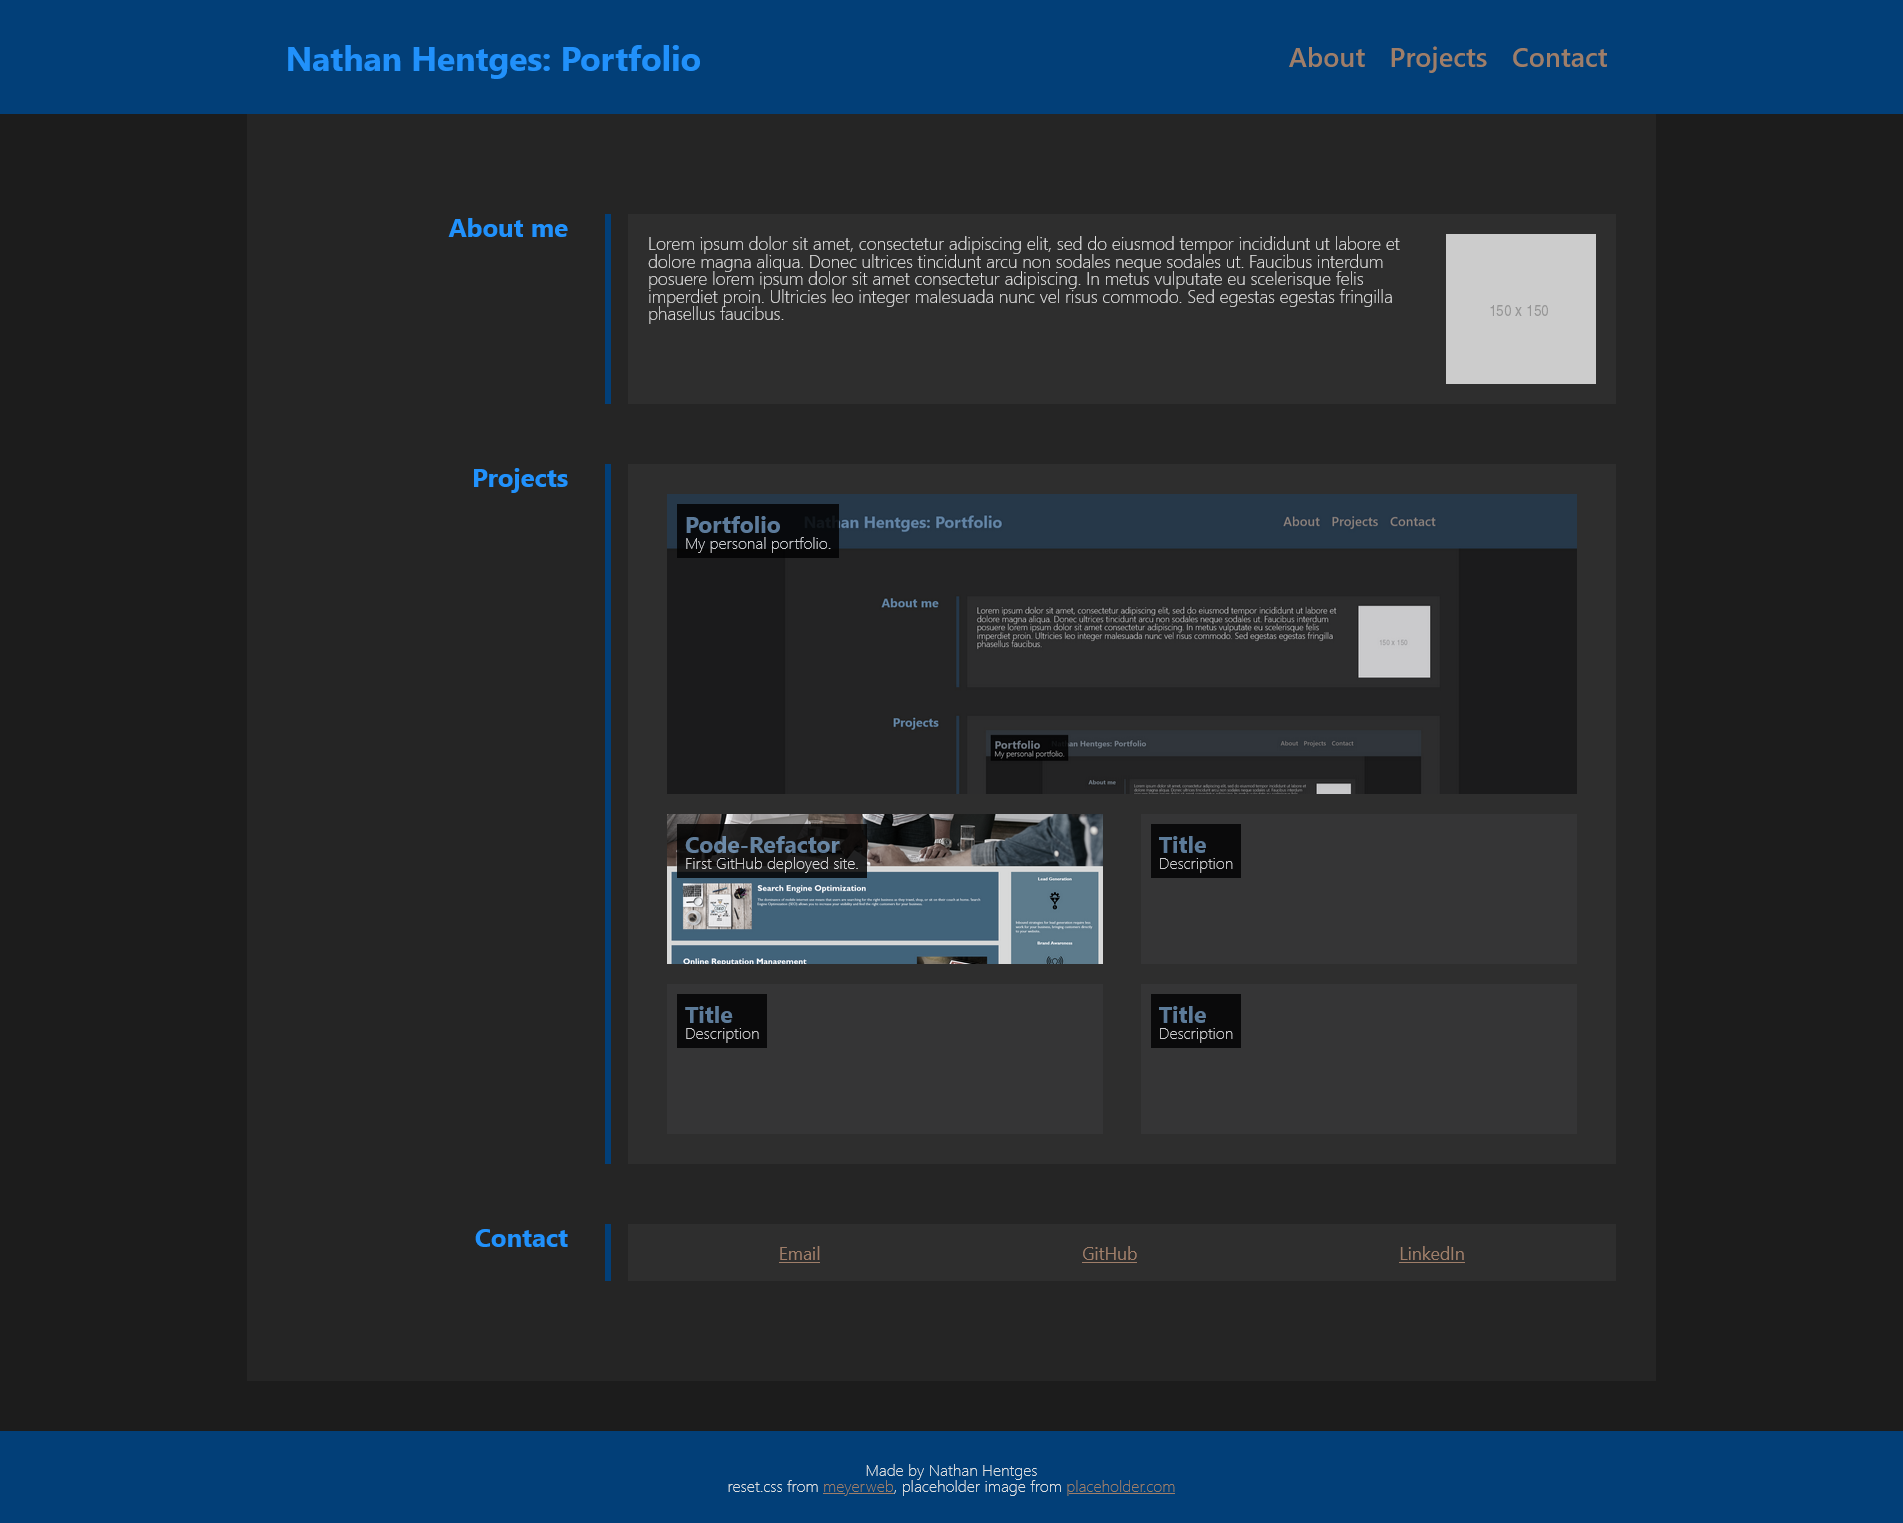 Nathan Hentges: Portfolio
About Projects Contact
About me
Lorem ipsum dolor sit amet, consectetur adipiscing elit, sed do eiusmod tempor incididunt ut labore et
dolore magna aliqua. Donec ultrices tincidunt arcu non sodales neque sodales ut. Faucibus interdum
posuere lorem ipsum dolor sit amet consectetur adipiscing. In metus vulputate eu scelerisque felis
imperdiet proin. Ultricies leo integer malesuada nunc vel risus commodo. Sed egestas egestas fringilla
phasellus faucibus.
150 x 150
Projects
Portfolio
My personal portfolio.
Nathan Hentges: Portfolio
About Projects Contact
About me
Lorem ipsum dolor sit amet, consectetur adipiscing elit, sed do eiusmod tempor incididunt ut labore et
dolore magna aliqua. Donec ultrices tincidunt arcu non sodales neque sodales ut. Faucibus interdum
posuere lorem ipsum dolor sit amet consectetur adipiscing. In metus vulputate eu scelerisque felis
imperdiet proin. Ultricies leo integer malesuada nunc vel risus commodo. Sed egestas egestas fringilla
phasellus faucibus.
150 x 150
Projects
Portfolio
My personal portfolio.
an Hentges: Portfolio
About Projects Contact
About me
Code-Refactor
First GitHub deployed site.
Search Engine Optimization
Lead Generation
Brand Awareness
Online Reputation Management
Title
Description
Title
Description
Title
Description
Contact
Email
GitHub
LinkedIn
Made by Nathan Hentges
reset.css from meyerweb, placeholder image from placeholder.com